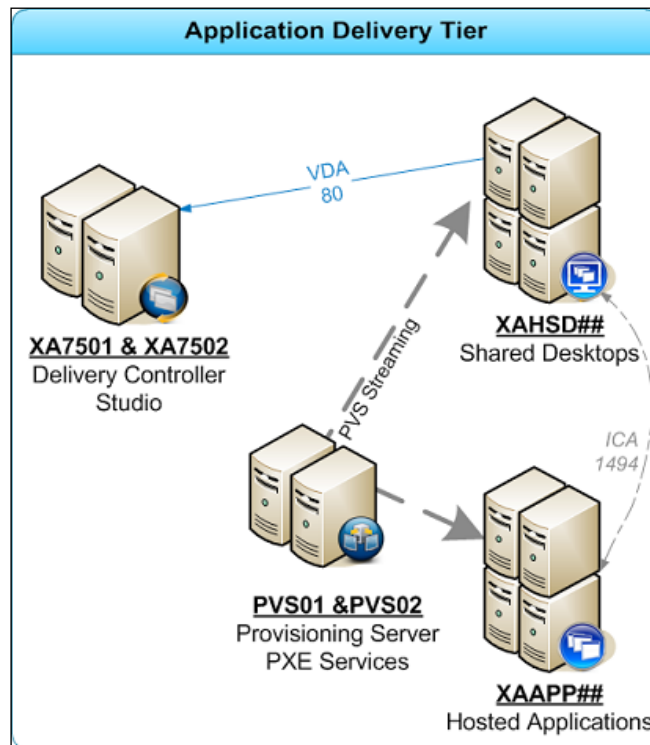 Application Delivery Tier
VDA
80
XA7501 & XA7502
Delivery Controller
Studio
XAHSD##
Shared Desktops
PVS Streaming
ICA
1494
PVS01 &PVS02
Provisioning Server
PXE Services
XAAPP##
Hosted Applications